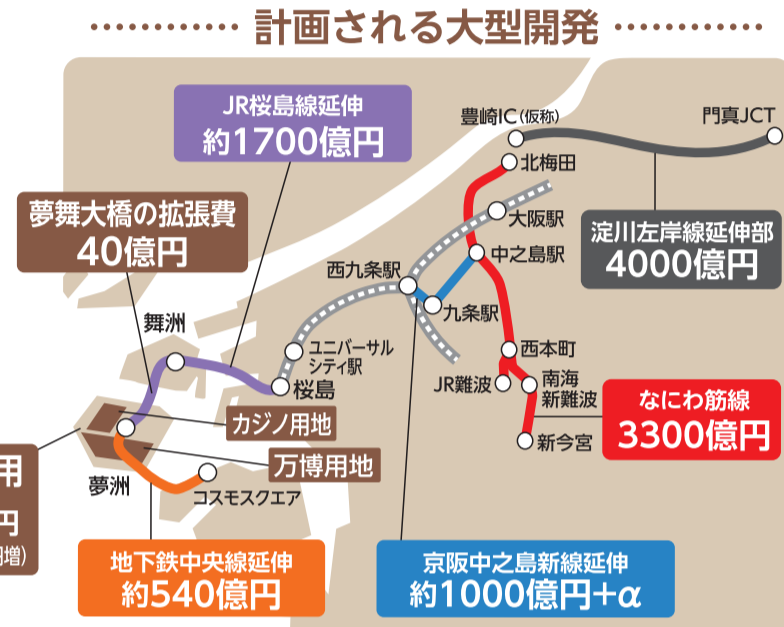 計画される大型開発
JR桜島線延伸
約1700億円
豊崎IC(仮称)
門真JCT
北梅田
夢舞大橋の拡張費
40億円
大阪駅
淀川左岸線延伸部
4000億円
中之島駅
西九条駅
九条駅
舞洲
ユニバーサル
シティ駅
西本町
桜島
JR難波
南海
新難波
なにわ筋線
3300億円
カジノ用地
新今宮
万博用地
用
円
円増)
夢洲
コスモスクエア
地下鉄中央線延伸
約540億円
京阪中之島新線延伸
約1000億円+α